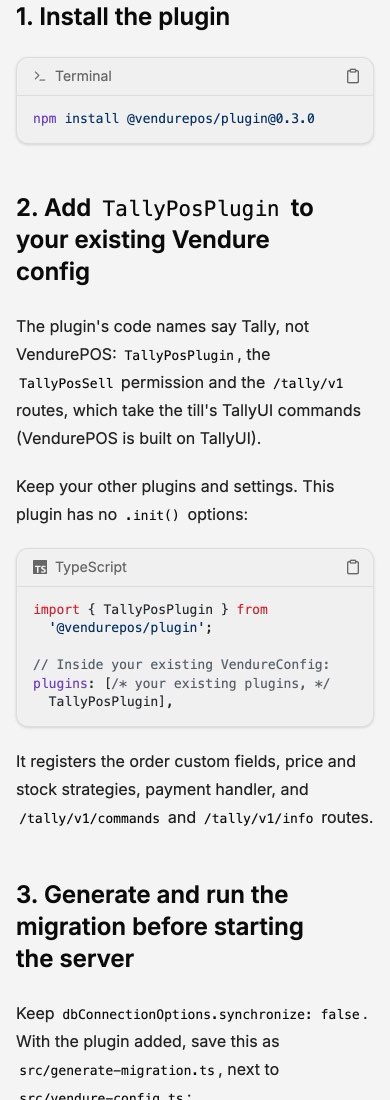 1. Install the plugin
Terminal
npm install @vendurepos/plugin@0.3.0
2. Add TallyPosPlugin to
your existing Vendure
config
The plugin's code names say Tally, not
VendurePOS: TallyPosPlugin, the
TallyPosSell permission and the /tally/v1
routes, which take the till's TallyUI commands
(VendurePOS is built on TallyUI).
Keep your other plugins and settings. This
plugin has no .init() options:
TS TypeScript
import { TallyPosPlugin } from
'@vendurepos/plugin';
// Inside your existing VendureConfig:
plugins: [/* your existing plugins, */
TallyPosPlugin],
It registers the order custom fields, price and
stock strategies, payment handler, and
/tally/v1/commands and /tally/v1/info routes.
3. Generate and run the
migration before starting
the server
Keep dbConnectionOptions.synchronize: false.
With the plugin added, save this as
src/generate-migration.ts, next to
src/vendure-config.ts: